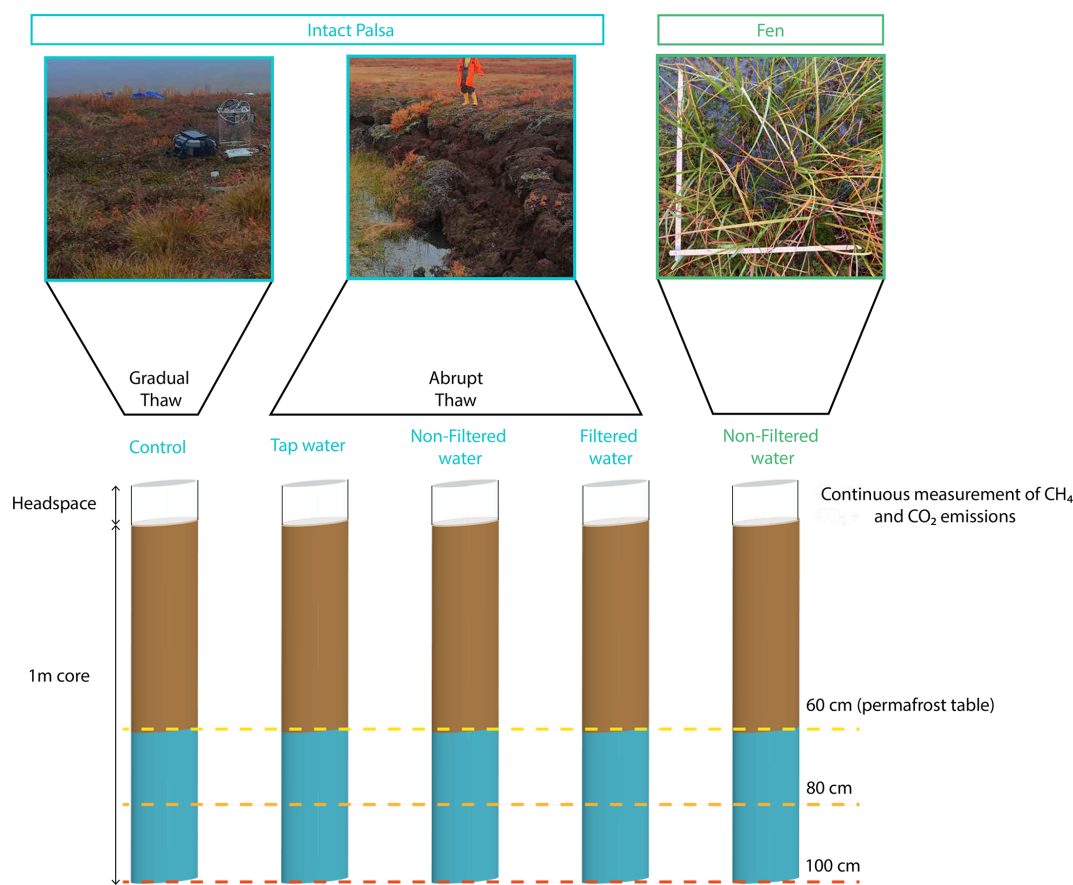 Intact Palsa
Fen
Gradual
Thaw
Abrupt
Thaw
Control
Tap water
Non-Filtered
water
Filtered
water
Non-Filtered
water
Headspace
Continuous measurement of CH₄
and CO₂ emissions
1m core
60 cm (permafrost table)
80 cm
100 cm